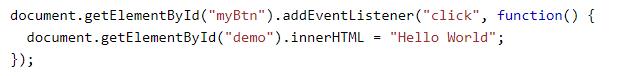 document.getElementById("myBtn").addEventListener("click", function() {
  document.getElementById("demo").innerHTML = "Hello World";
});